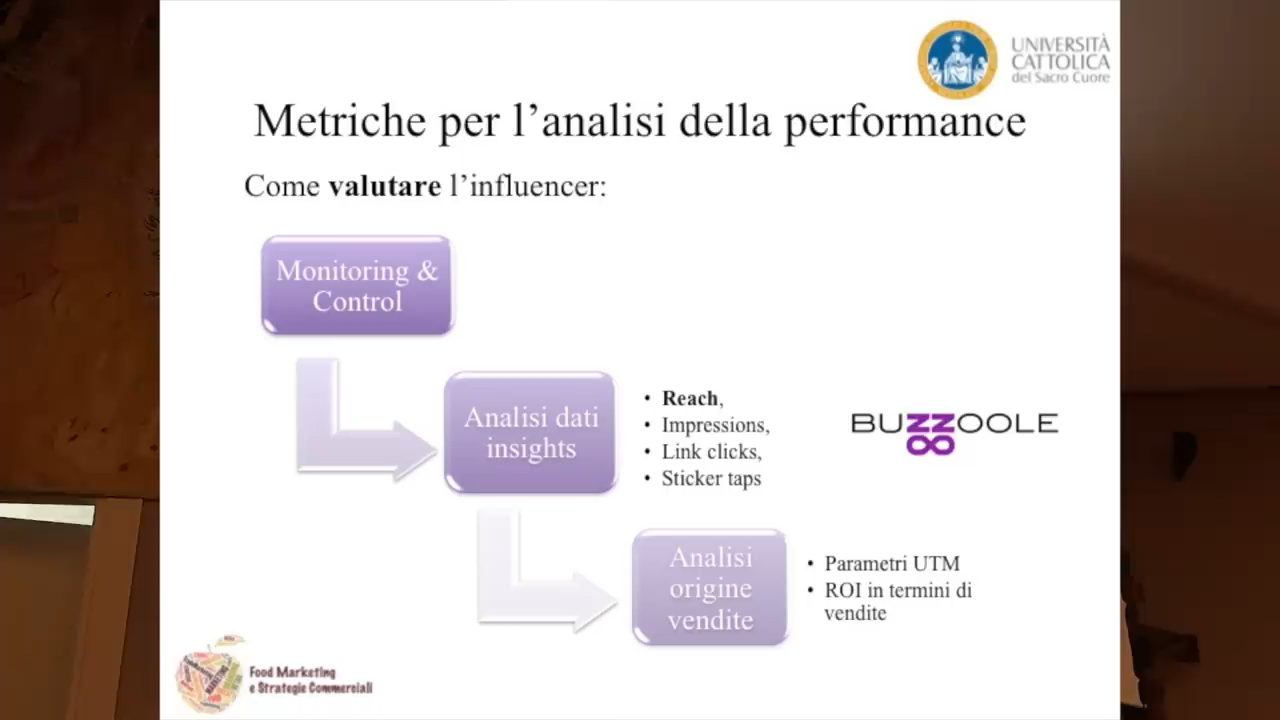 UNIVERSITÀ
CATTOLICA
del Sacro Cuore
Metriche per l’analisi della performance
Come valutare l’influencer:
Monitoring &
Control
Analisi dati
insights
• Reach,
• Impressions,
• Link clicks,
• Sticker taps
BUZZOOLE
Analisi
origine
vendite
• Parametri UTM
• ROI in termini di
vendite
Food Marketing
e Strategie Commerciali